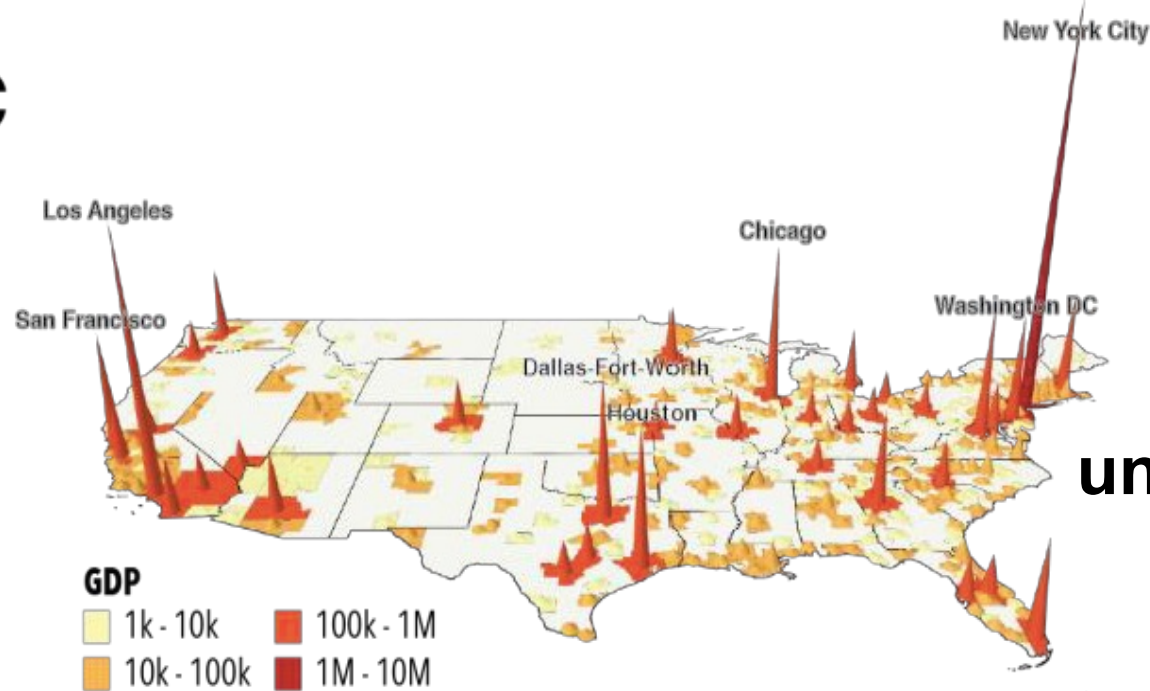 New York City
Los Angeles
Chicago
San Francisco
Washington DC
Dallas-Fort-Worth
Houston
un
GDP
1k - 10k
100k - 1M
10k - 100k
1M - 10M